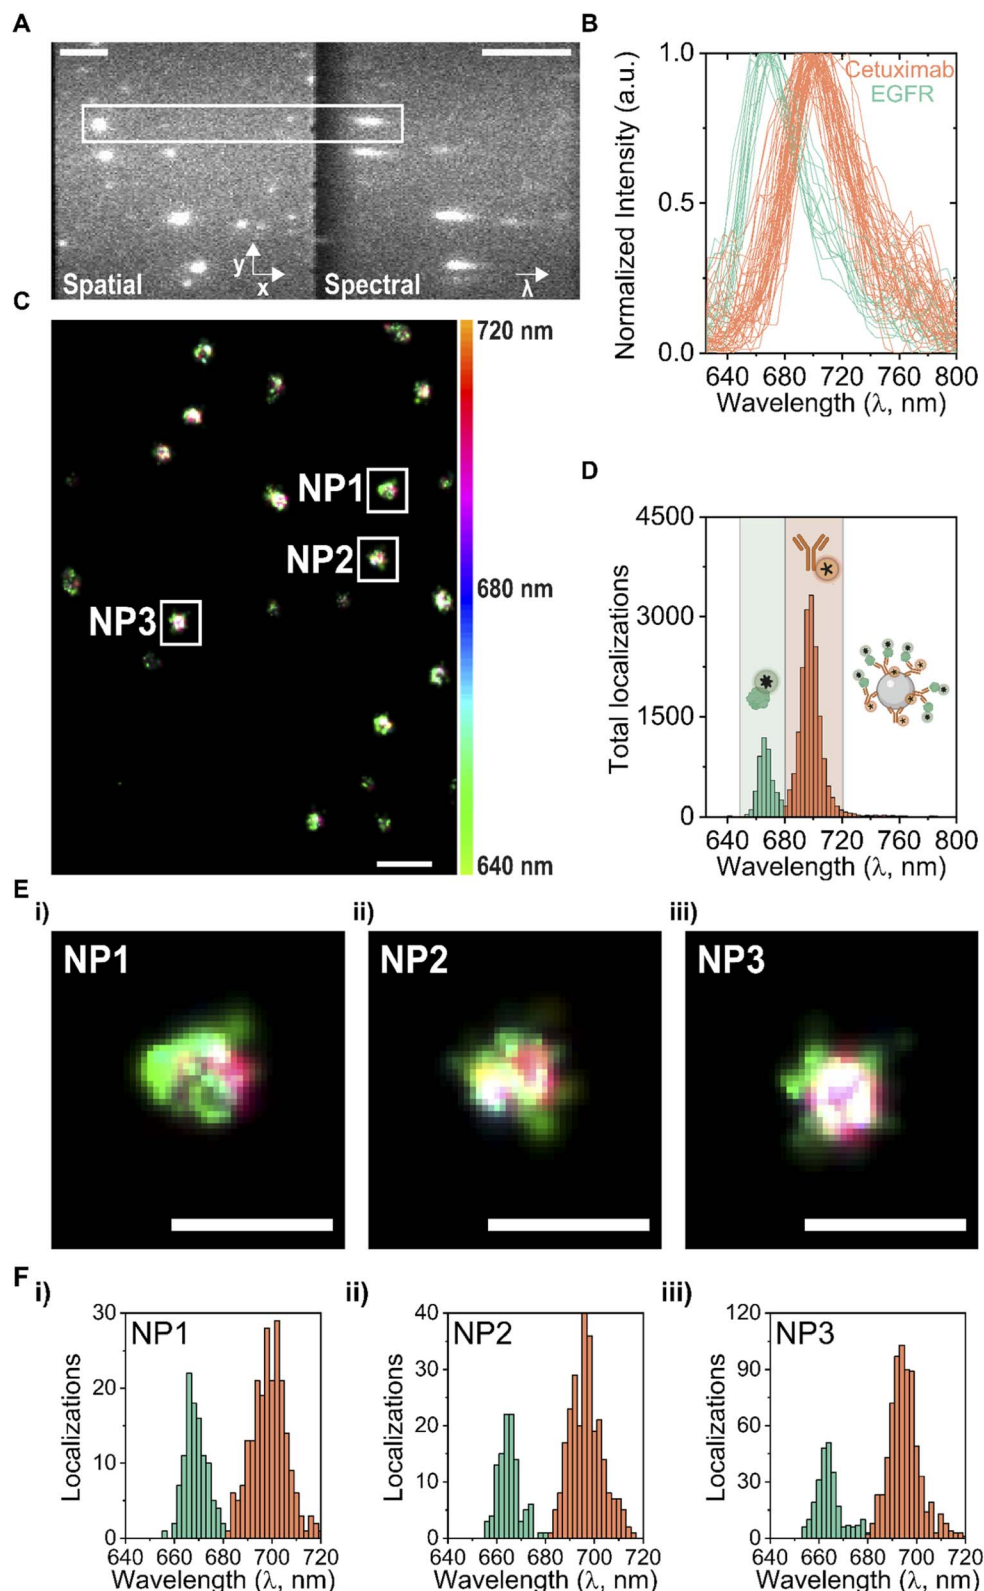 A
Spatial
y
x
Spectral
λ
B
Normalized Intensity (a.u.)
1.0
0.5
0.0
Cetuximab
EGFR
640 680 720 760 800
Wavelength (λ, nm)
C
NP1
NP2
NP3
720 nm
680 nm
640 nm
D
Total localizations
4500
3000
1500
0
640 680 720 760 800
Wavelength (λ, nm)
E
i)
NP1
ii)
NP2
iii)
NP3
F
i)
NP1
Localizations
30
20
10
0
640 660 680 700 720
Wavelength (λ, nm)
ii)
NP2
Localizations
40
30
20
10
0
640 660 680 700 720
Wavelength (λ, nm)
iii)
NP3
Localizations
120
90
60
30
0
640 660 680 700 720
Wavelength (λ, nm)